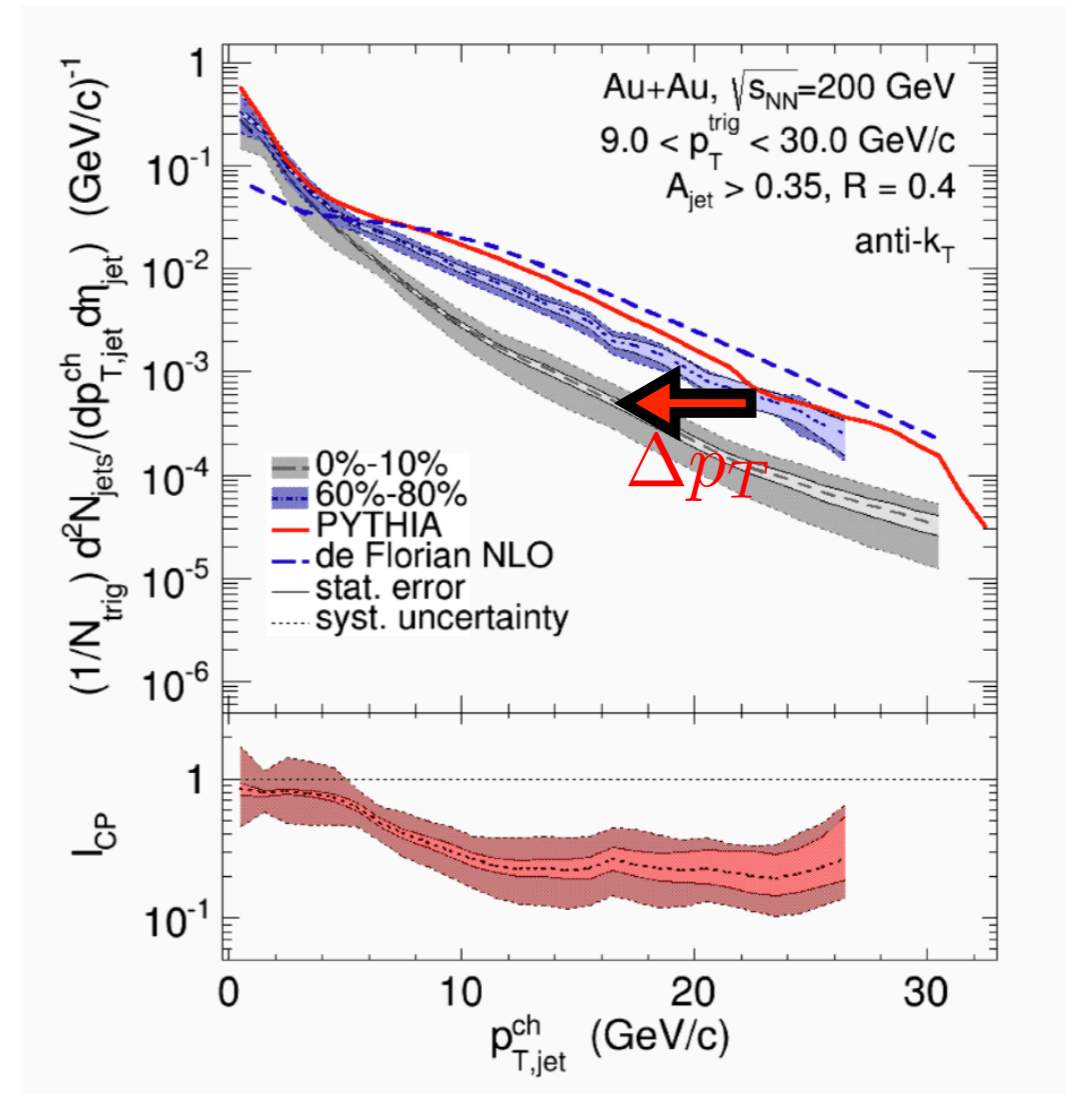 (1/N_trig) d²N_jets/(dp^ch_T,jet dη_jet) (GeV/c)⁻¹
1
10⁻¹
10⁻²
10⁻³
10⁻⁴
10⁻⁵
10⁻⁶
Au+Au, √s_NN=200 GeV
9.0 < p_T^trig < 30.0 GeV/c
A_jet > 0.35, R = 0.4
anti-k_T
Δp_T
0%-10%
60%-80%
PYTHIA
de Florian NLO
stat. error
syst. uncertainty
I_CP
1
10⁻¹
0 10 20 30
p^ch_T,jet (GeV/c)